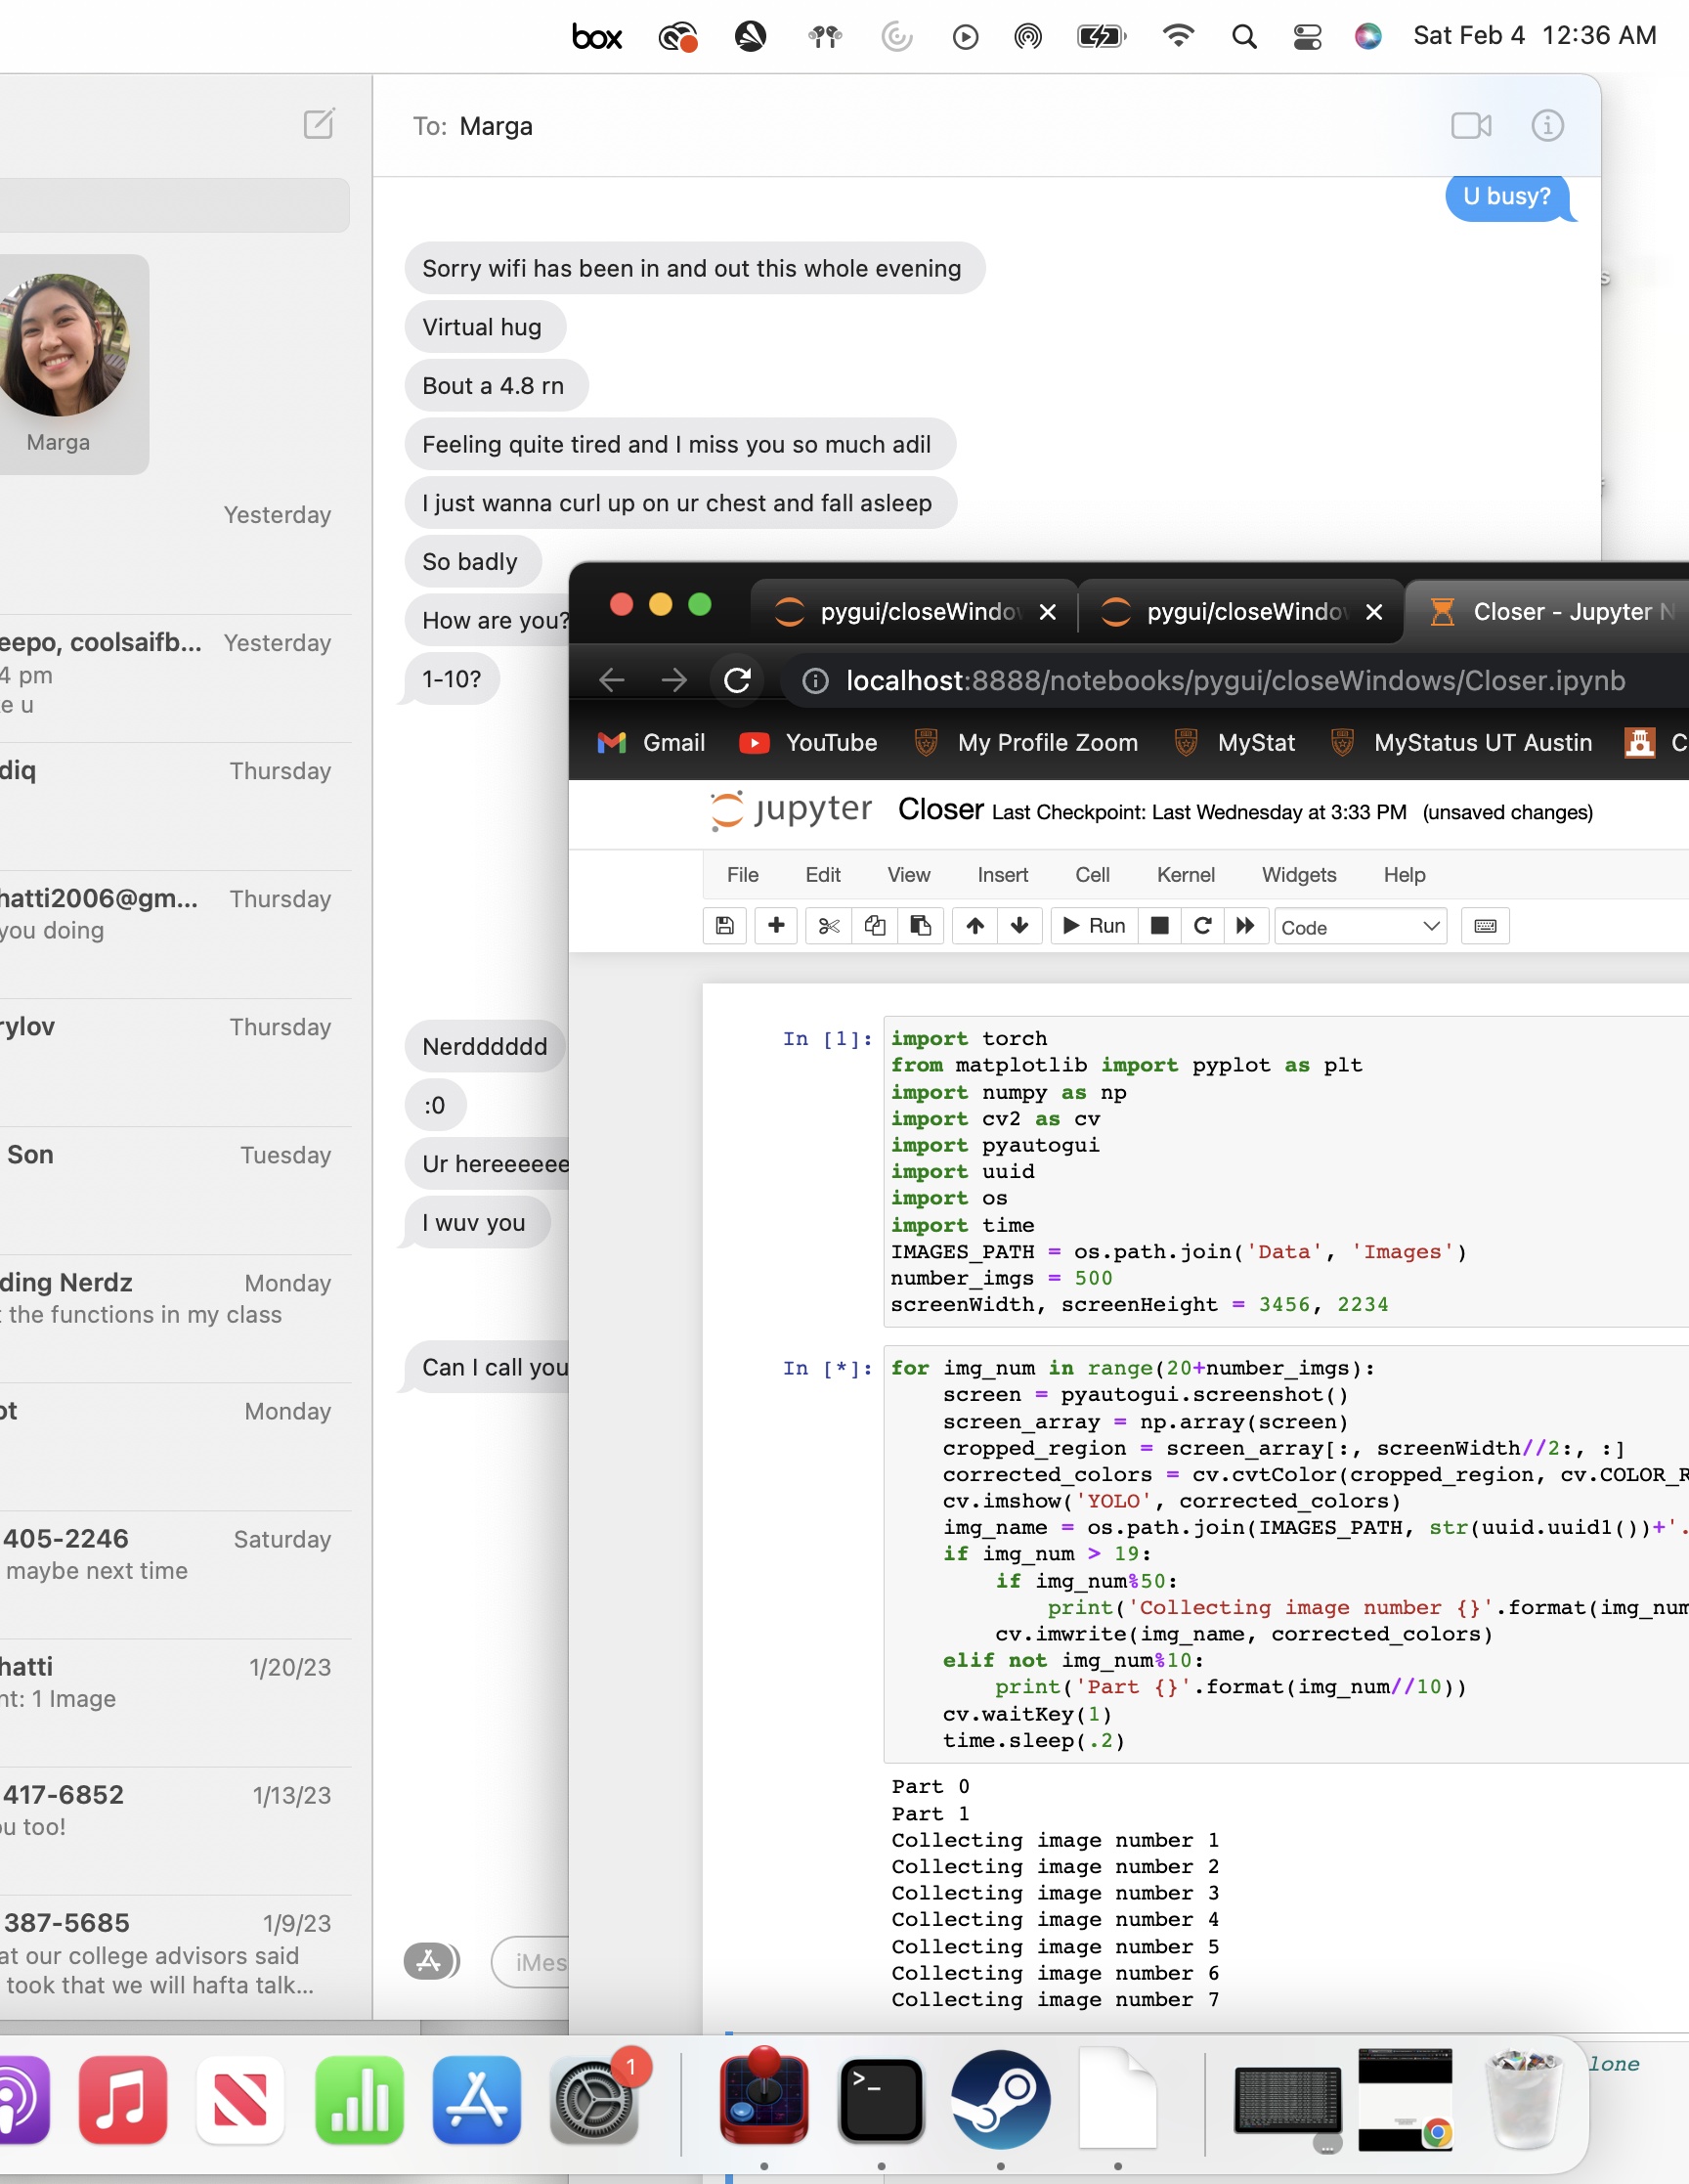 box
Sat Feb 4 12:36 AM
To: Marga
U busy?
Sorry wifi has been in and out this whole evening
Virtual hug
Bout a 4.8 rn
Feeling quite tired and I miss you so much adil
I just wanna curl up on ur chest and fall asleep
So badly
How are you?
1-10?
Nerdddddd
:0
Ur hereeeeee
I wuv you
Can I call you
iMes
Marga
Yesterday
eepo, coolsaifb... Yesterday
4 pm
e u
diq Thursday
hatti2006@gm... Thursday
you doing
rylov Thursday
Son Tuesday
ding Nerdz Monday
t the functions in my class
ot Monday
405-2246 Saturday
maybe next time
hatti 1/20/23
nt: 1 Image
417-6852 1/13/23
ou too!
387-5685 1/9/23
at our college advisors said
took that we will hafta talk...
pygui/closeWindo
pygui/closeWindo
Closer - Jupyter N
localhost:8888/notebooks/pygui/closeWindows/Closer.ipynb
Gmail YouTube My Profile Zoom MyStat MyStatus UT Austin C
jupyter Closer Last Checkpoint: Last Wednesday at 3:33 PM (unsaved changes)
File Edit View Insert Cell Kernel Widgets Help
Run Code
In [1]:
import torch
from matplotlib import pyplot as plt
import numpy as np
import cv2 as cv
import pyautogui
import uuid
import os
import time
IMAGES_PATH = os.path.join('Data', 'Images')
number_imgs = 500
screenWidth, screenHeight = 3456, 2234
In [*]:
for img_num in range(20+number_imgs):
    screen = pyautogui.screenshot()
    screen_array = np.array(screen)
    cropped_region = screen_array[:, screenWidth//2:, :]
    corrected_colors = cv.cvtColor(cropped_region, cv.COLOR_R
    cv.imshow('YOLO', corrected_colors)
    img_name = os.path.join(IMAGES_PATH, str(uuid.uuid1())+'.
    if img_num > 19:
        if img_num%50:
            print('Collecting image number {}'.format(img_num
        cv.imwrite(img_name, corrected_colors)
    elif not img_num%10:
        print('Part {}'.format(img_num//10))
    cv.waitKey(1)
    time.sleep(.2)
Part 0
Part 1
Collecting image number 1
Collecting image number 2
Collecting image number 3
Collecting image number 4
Collecting image number 5
Collecting image number 6
Collecting image number 7
lone
1